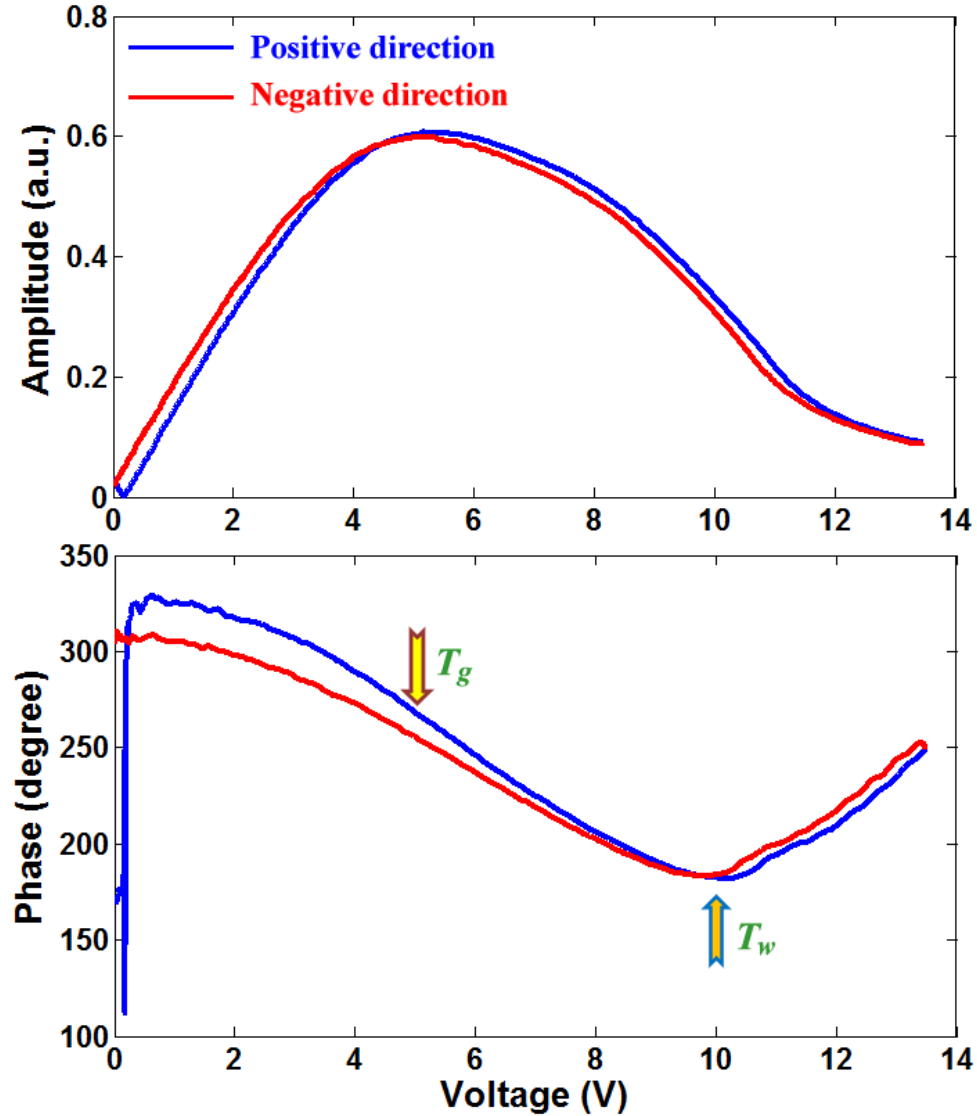 0.8
Positive direction
Negative direction
0.6
0.4
0.2
0
Amplitude (a.u.)
0 2 4 6 8 10 12 14
350
300
250
200
150
100
Phase (degree)
T_g
T_w
0 2 4 6 8 10 12 14
Voltage (V)